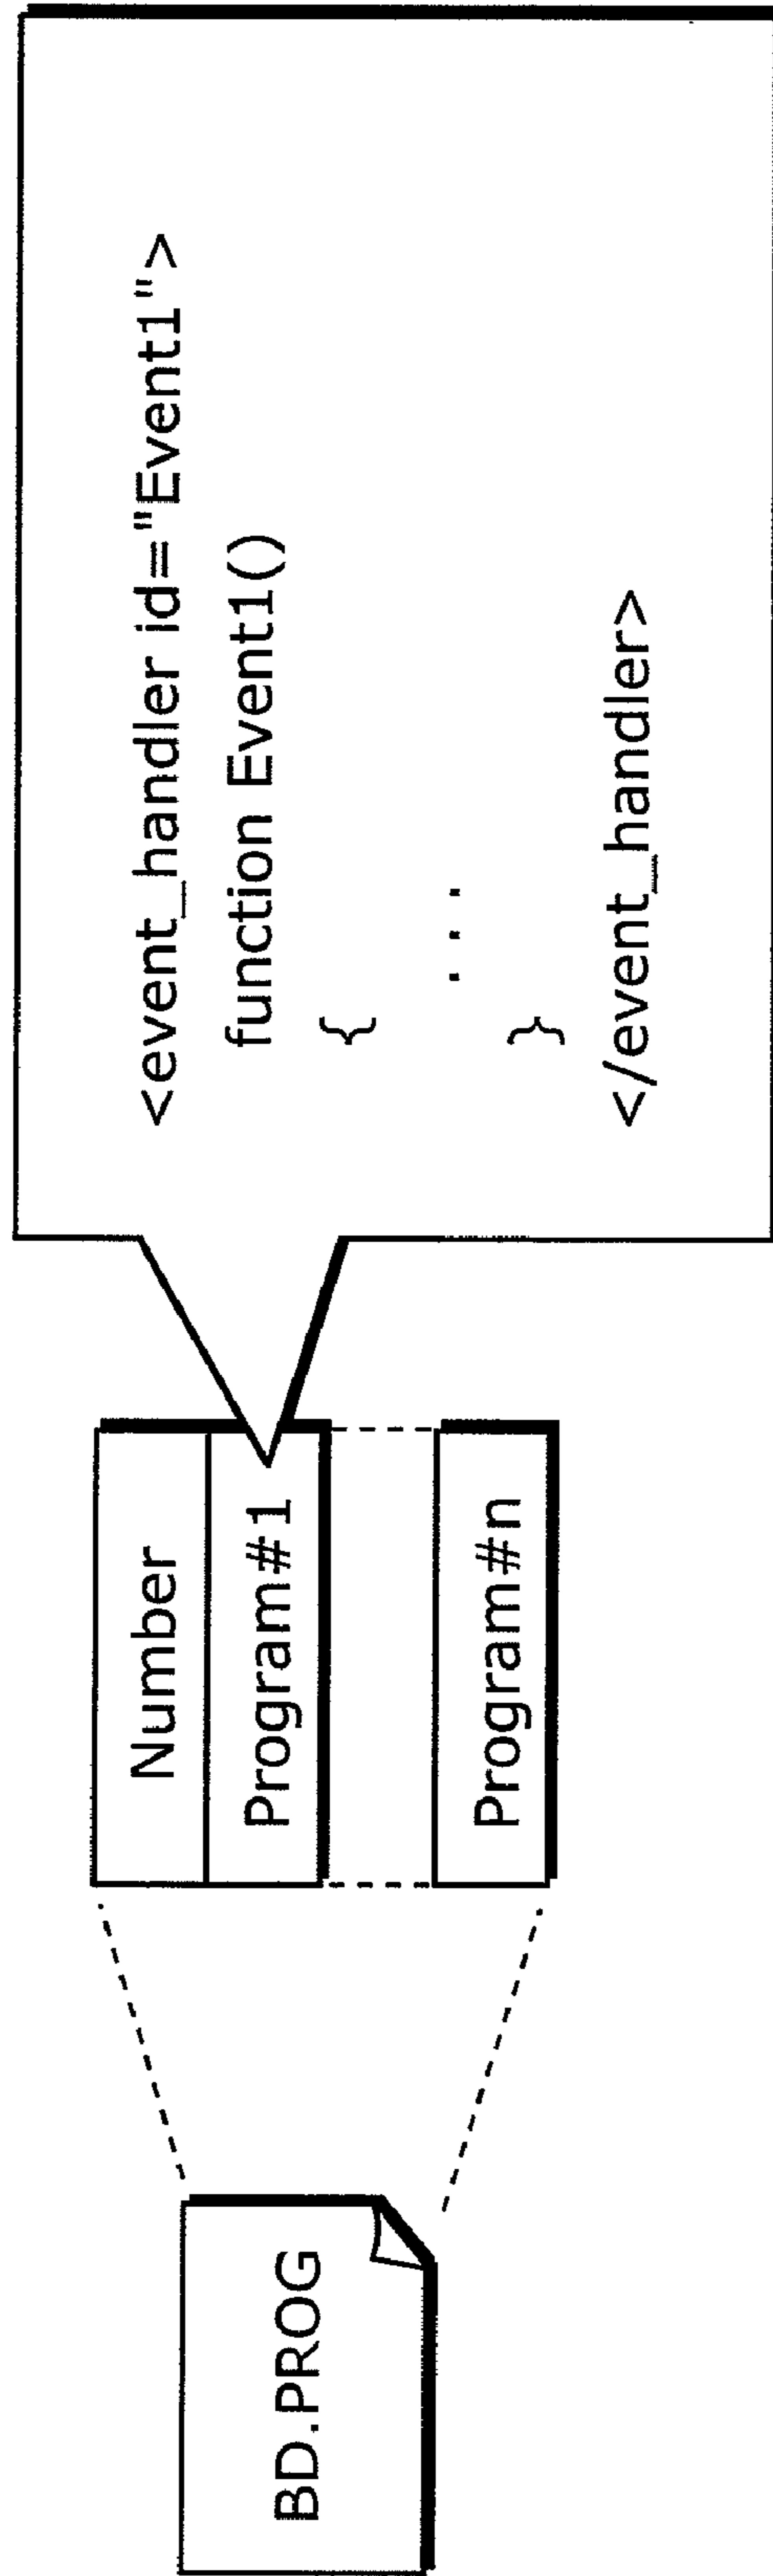 BD.PROG
Number
Program#1
Program#n
<event_handler id="Event1">
function Event1()
{
. . .
}
</event_handler>